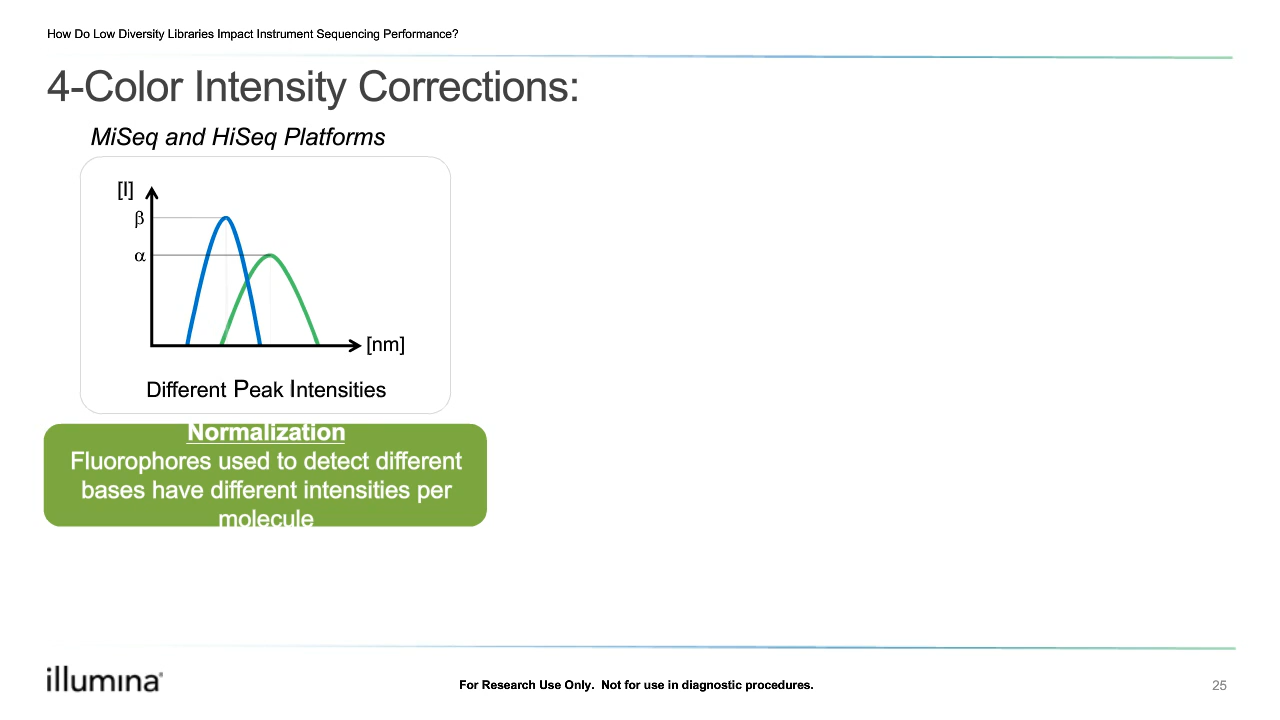 How Do Low Diversity Libraries Impact Instrument Sequencing Performance?
4-Color Intensity Corrections:
MiSeq and HiSeq Platforms
[I]
β
α
[nm]
Different Peak Intensities
Normalization
Fluorophores used to detect different
bases have different intensities per
molecule
illumina®
For Research Use Only. Not for use in diagnostic procedures.
25